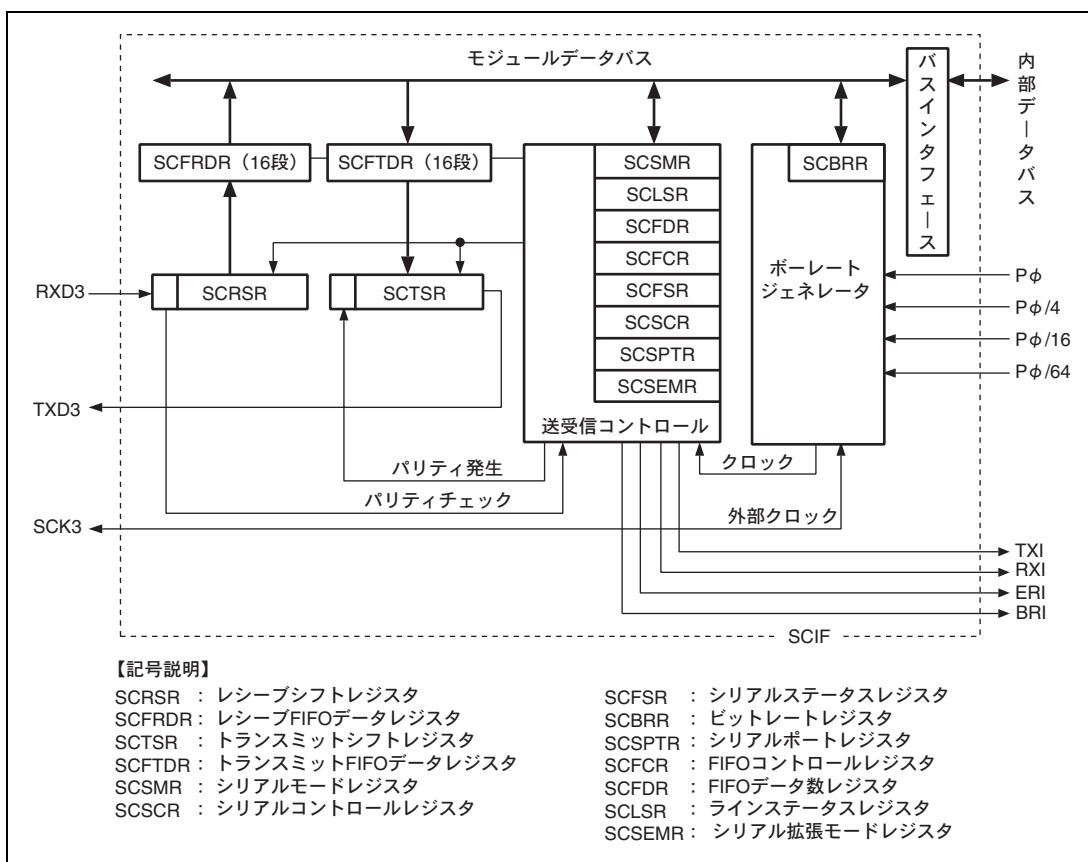 モジュールデータバス
バスインタフェース
内部データバス
SCFRDR（16段）
SCFTDR（16段）
SCSMR
SCBRR
SCLSR
SCFDR
SCFCR
SCFSR
SCSCR
SCSPTR
SCSEMR
送受信コントロール
ボーレート
ジェネレータ
RXD3
SCRSR
SCTSR
Pφ
Pφ/4
Pφ/16
Pφ/64
TXD3
パリティ発生
クロック
パリティチェック
SCK3
外部クロック
TXI
RXI
ERI
BRI
SCIF
【記号説明】
SCRSR ： レシーブシフトレジスタ
SCFRDR： レシーブFIFOデータレジスタ
SCTSR ： トランスミットシフトレジスタ
SCFTDR： トランスミットFIFOデータレジスタ
SCSMR ： シリアルモードレジスタ
SCSCR ： シリアルコントロールレジスタ
SCFSR ： シリアルステータスレジスタ
SCBRR ： ビットレートレジスタ
SCSPTR ： シリアルポートレジスタ
SCFCR ： FIFOコントロールレジスタ
SCFDR ： FIFOデータ数レジスタ
SCLSR ： ラインステータスレジスタ
SCSEMR： シリアル拡張モードレジスタ